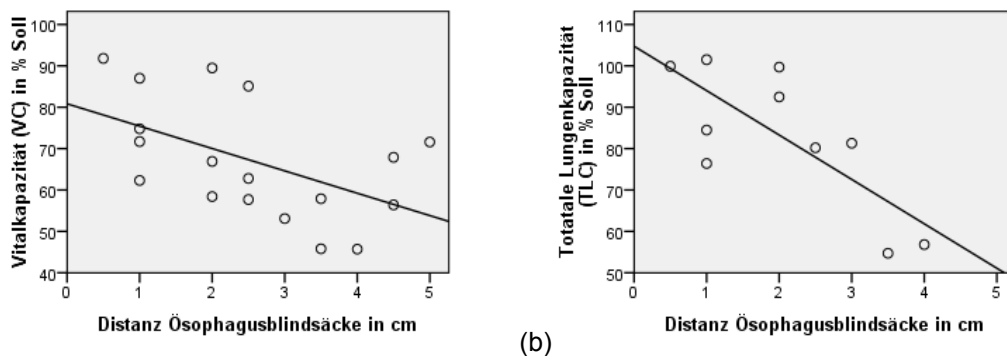 Vitalkapazität (VC) in % Soll
100
90
80
70
60
50
40
0 1 2 3 4 5
Distanz Ösophagusblindsäcke in cm
(b)
Totatale Lungenkapazität
(TLC) in % Soll
110
100
90
80
70
60
50
0 1 2 3 4 5
Distanz Ösophagusblindsäcke in cm